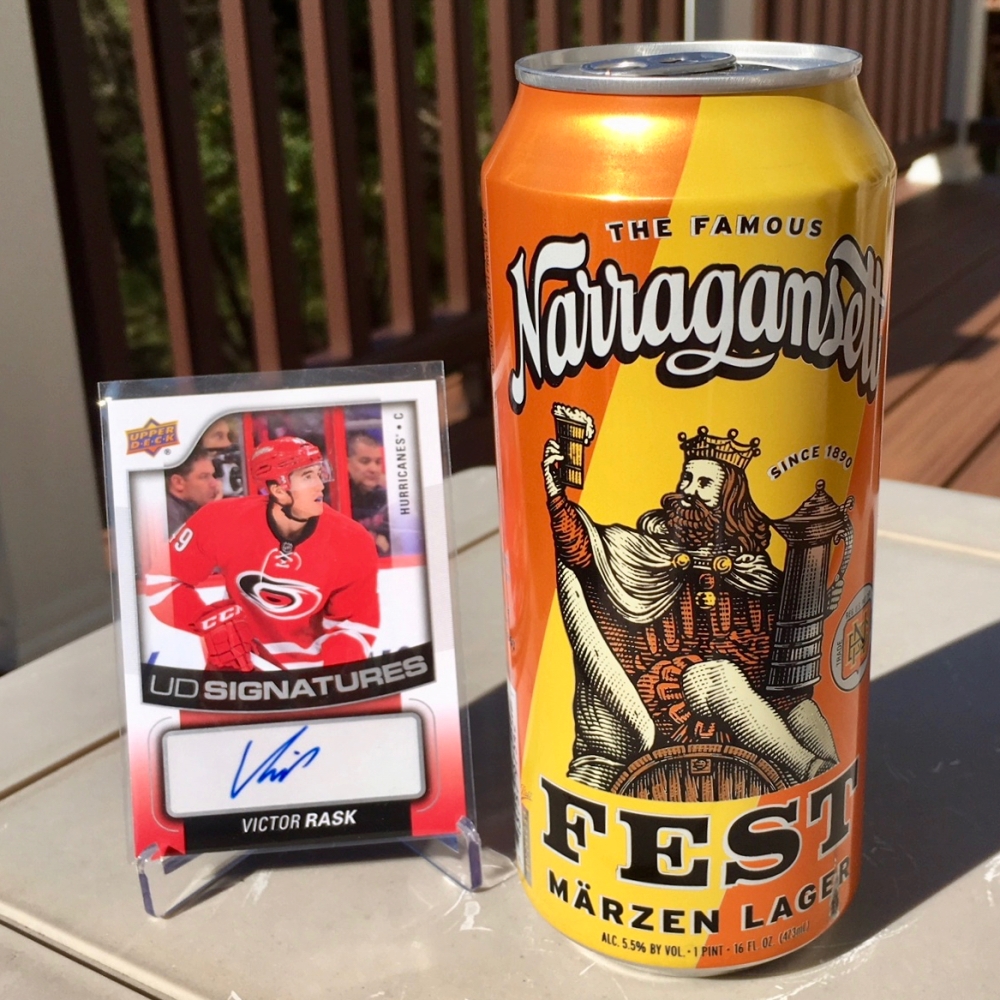 UPPER
DECK
HURRICANES • C
9
CCM
UD SIGNATURES
VICTOR RASK
THE FAMOUS
Narragansett
SINCE 1890
FEST
MÄRZEN LAGER
ALC. 5.5% BY VOL. • 1 PINT • 16 FL. OZ. (473mL)